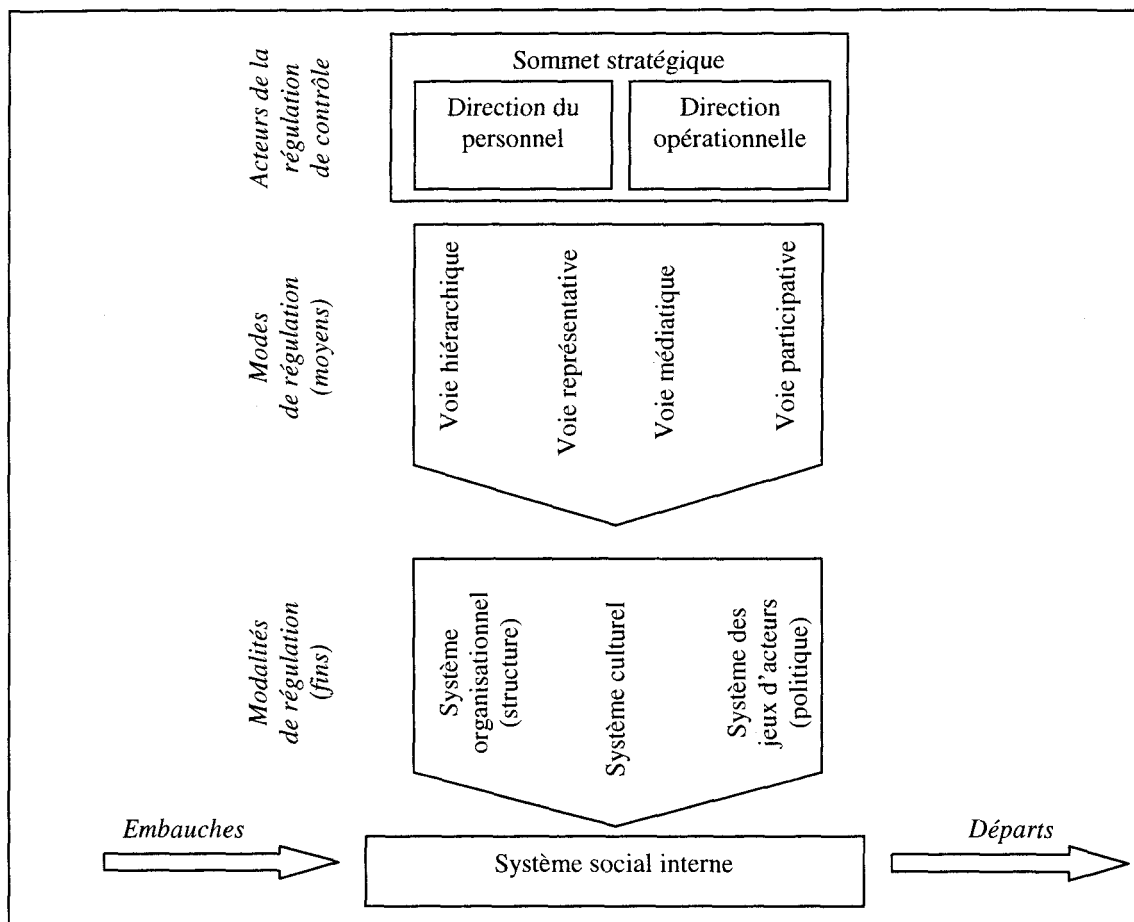 Acteurs de la
régulation
de contrôle
Sommet stratégique
Direction du
personnel
Direction
opérationnelle
Modes
de régulation
(moyens)
Voie hiérarchique
Voie représentative
Voie médiatique
Voie participative
Modalités
de régulation
(fins)
Système
organisationnel
(structure)
Système culturel
Système des
jeux d'acteurs
(politique)
Embauches
Système social interne
Départs